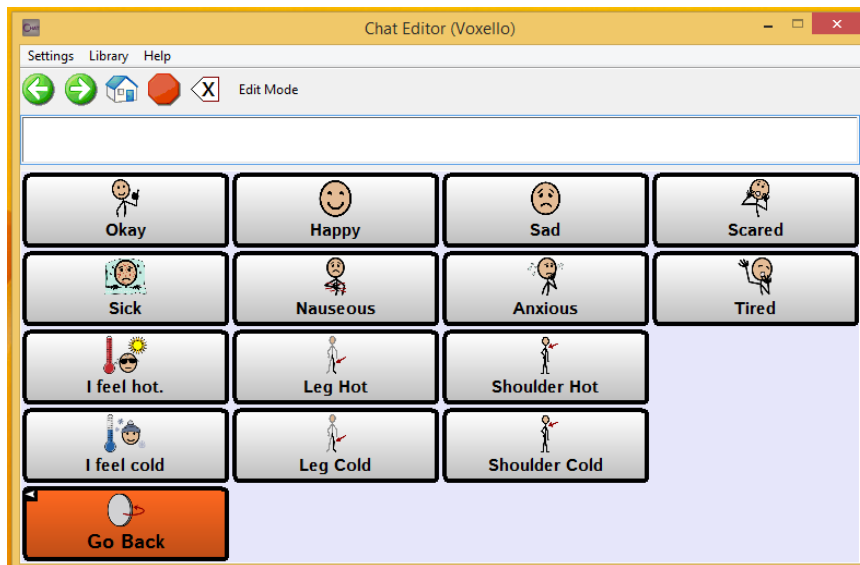 Chat Editor (Voxello)
Settings Library Help
X Edit Mode
Okay Happy Sad Scared
Sick Nauseous Anxious Tired
I feel hot. Leg Hot Shoulder Hot
I feel cold Leg Cold Shoulder Cold
Go Back